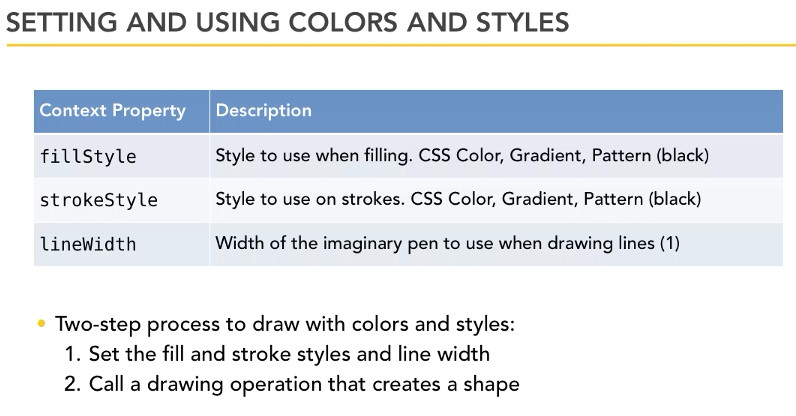 SETTING AND USING COLORS AND STYLES
Context Property Description
fillStyle Style to use when filling. CSS Color, Gradient, Pattern (black)
strokeStyle Style to use on strokes. CSS Color, Gradient, Pattern (black)
lineWidth Width of the imaginary pen to use when drawing lines (1)
• Two-step process to draw with colors and styles:
1. Set the fill and stroke styles and line width
2. Call a drawing operation that creates a shape